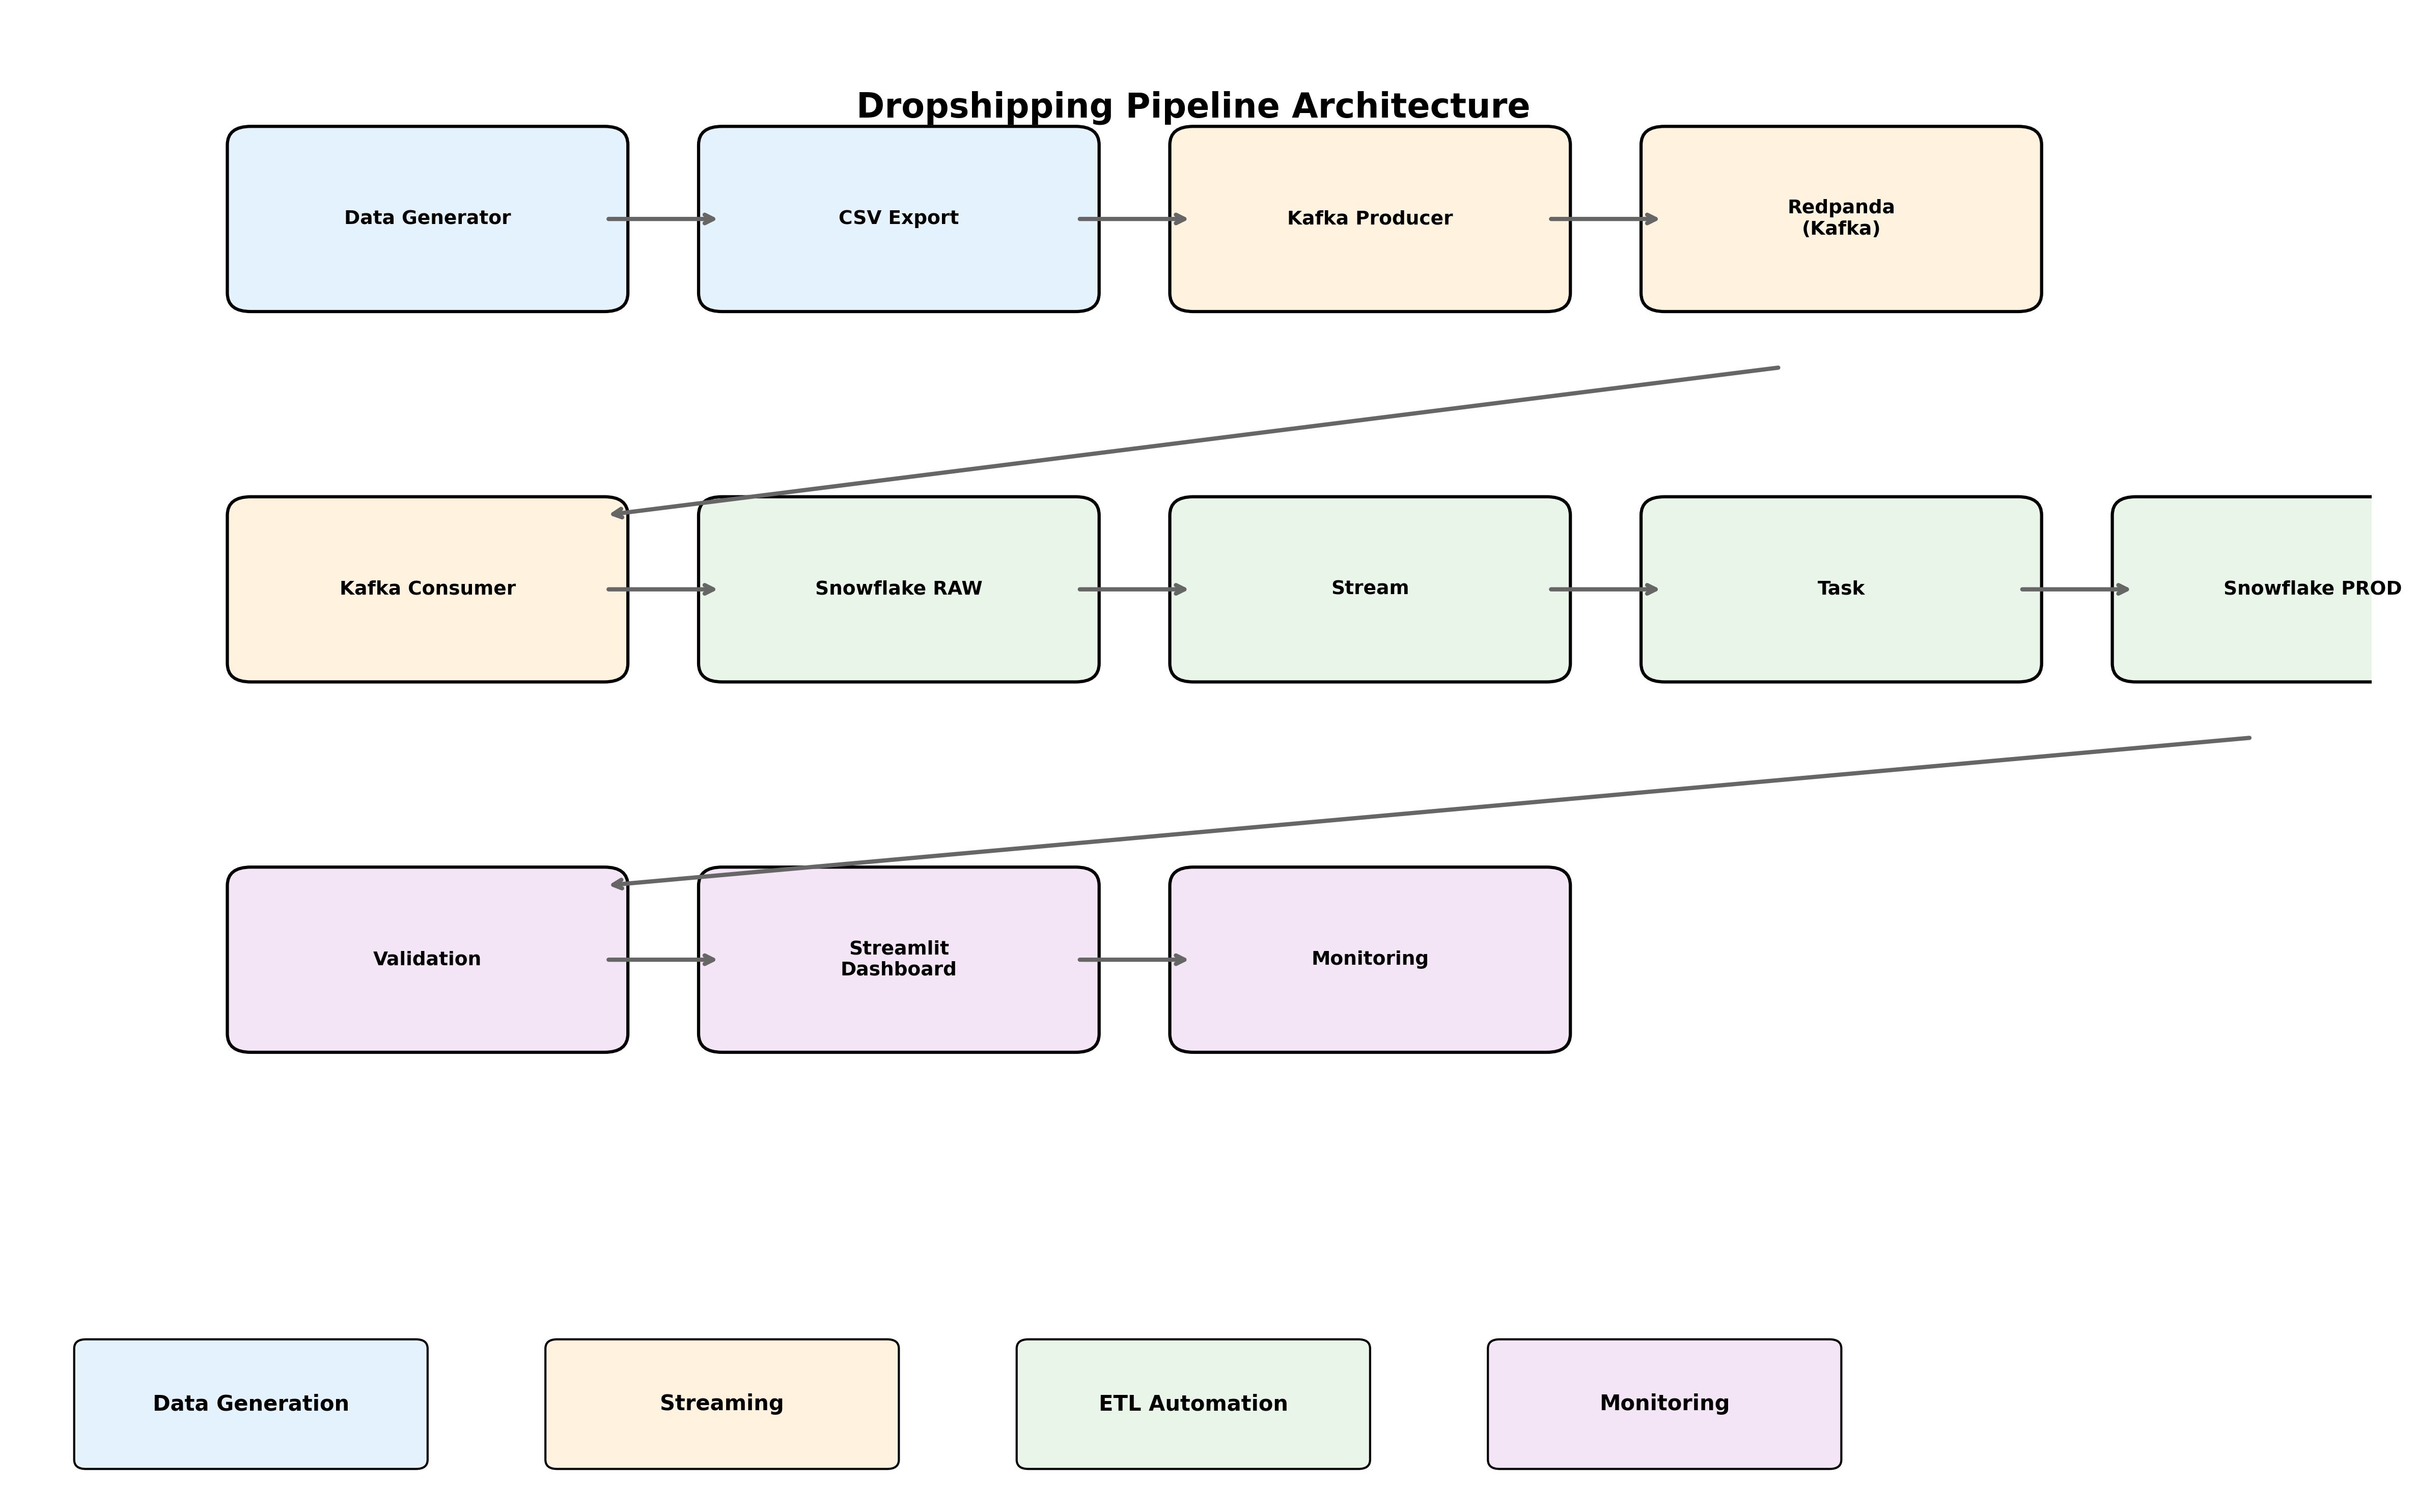 Dropshipping Pipeline Architecture
Data Generator
CSV Export
Kafka Producer
Redpanda
(Kafka)
Kafka Consumer
Snowflake RAW
Stream
Task
Snowflake PROD
Validation
Streamlit
Dashboard
Monitoring
Data Generation
Streaming
ETL Automation
Monitoring